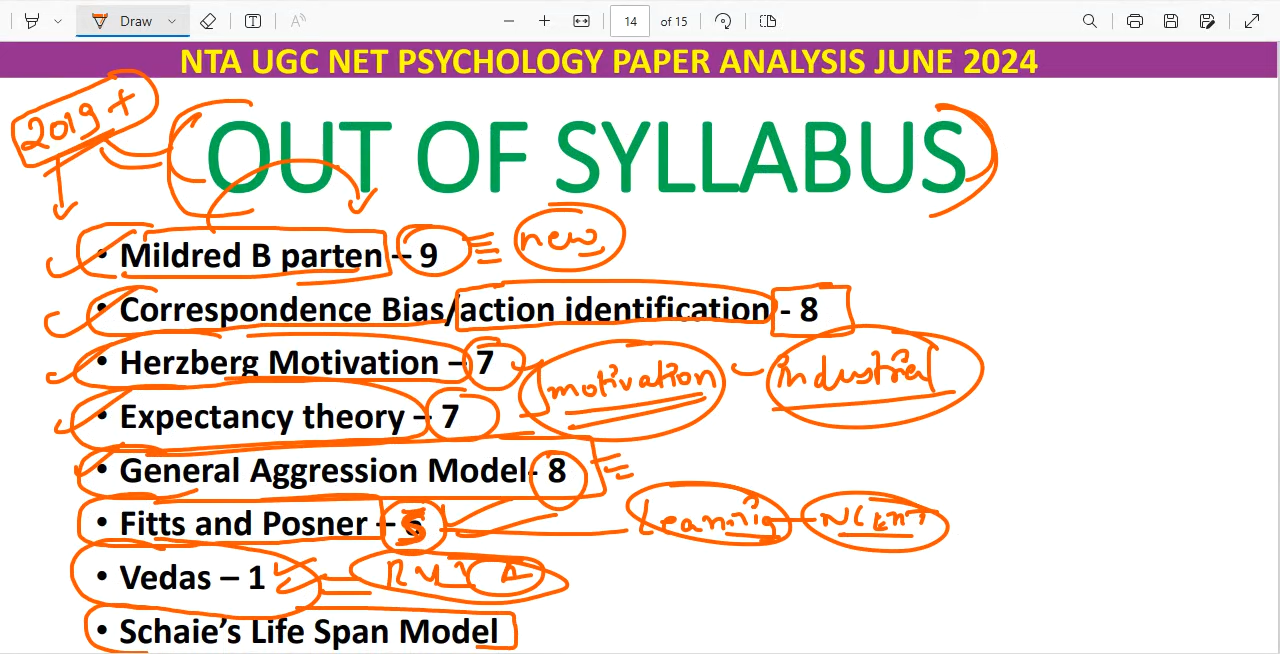 Draw
14 of 15
NTA UGC NET PSYCHOLOGY PAPER ANALYSIS JUNE 2024
2019 +
OUT OF SYLLABUS
• Mildred B parten – 9 new
• Correspondence Bias/action identification - 8
• Herzberg Motivation – 7 motivation – industrial
• Expectancy theory – 7
• General Aggression Model- 8
• Fitts and Posner – 5 Learning NCERT
• Vedas – 1
• Schaie’s Life Span Model